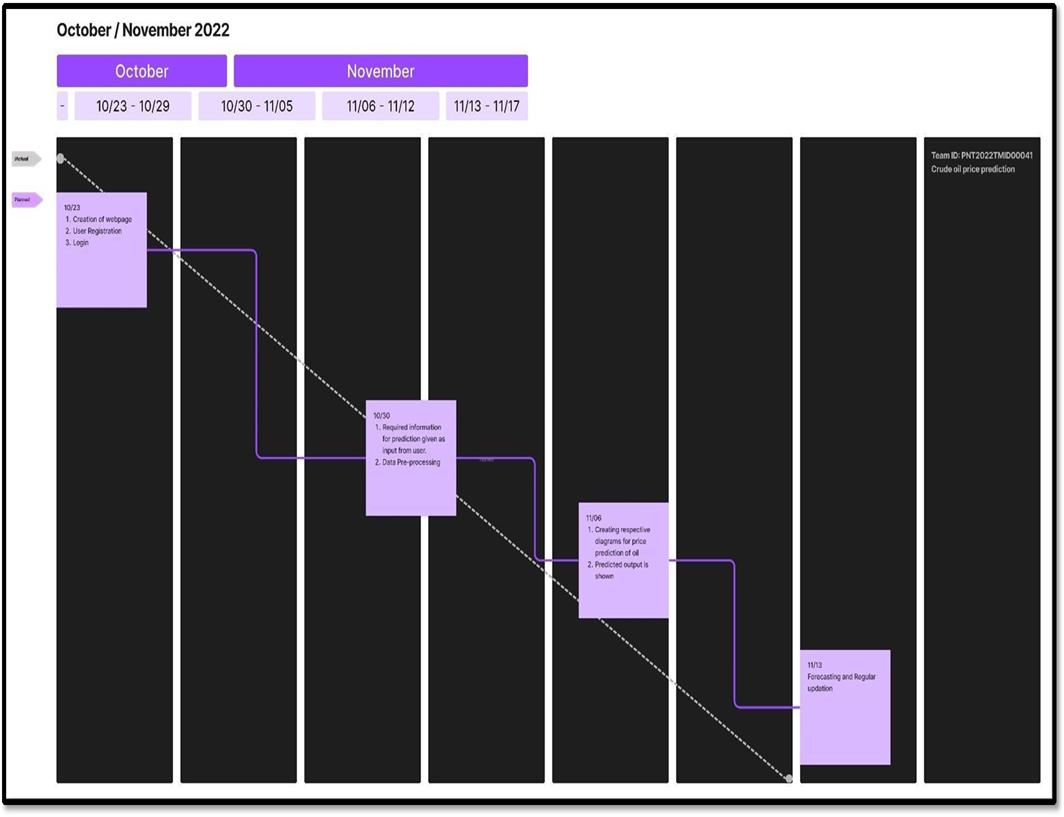 October / November 2022
October
November
-
10/23 - 10/29
10/30 - 11/05
11/06 - 11/12
11/13 - 11/17
Actual
Planned
Team ID: PNT2022TMID00041
Crude oil price prediction
10/23
1. Creation of webpage
2. User Registration
3. Login
10/30
1. Required information
for prediction given as
input from user.
2. Data Pre-processing
11/06
1. Creating respective
diagrams for price
prediction of oil
2. Predicted output is
shown
11/13
Forecasting and Regular
updation